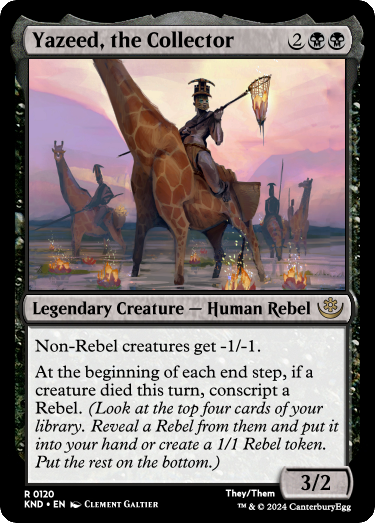 Yazeed, the Collector 2
Legendary Creature — Human Rebel
Non-Rebel creatures get -1/-1.
At the beginning of each end step, if a
creature died this turn, conscript a
Rebel. (Look at the top four cards of your
library. Reveal a Rebel from them and put it
into your hand or create a 1/1 Rebel token.
Put the rest on the bottom.)
3/2
R 0120 They/Them
KND • EN CLEMENT GALTIER ™ & © 2024 CanterburyEgg